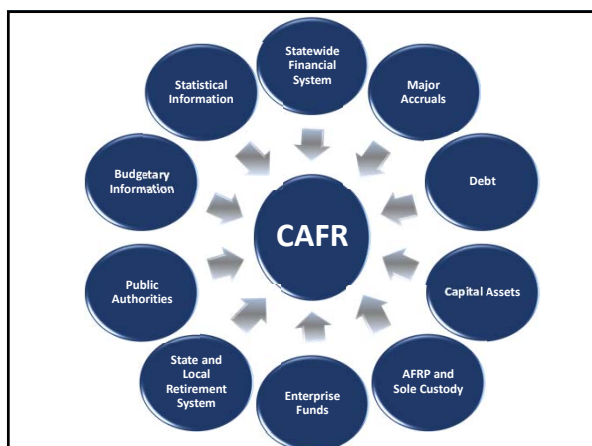 Statewide
Financial
System
Major
Accruals
Debt
Capital Assets
AFRP and
Sole Custody
Enterprise
Funds
State and
Local
Retirement
System
Public
Authorities
Budgetary
Information
Statistical
Information
CAFR